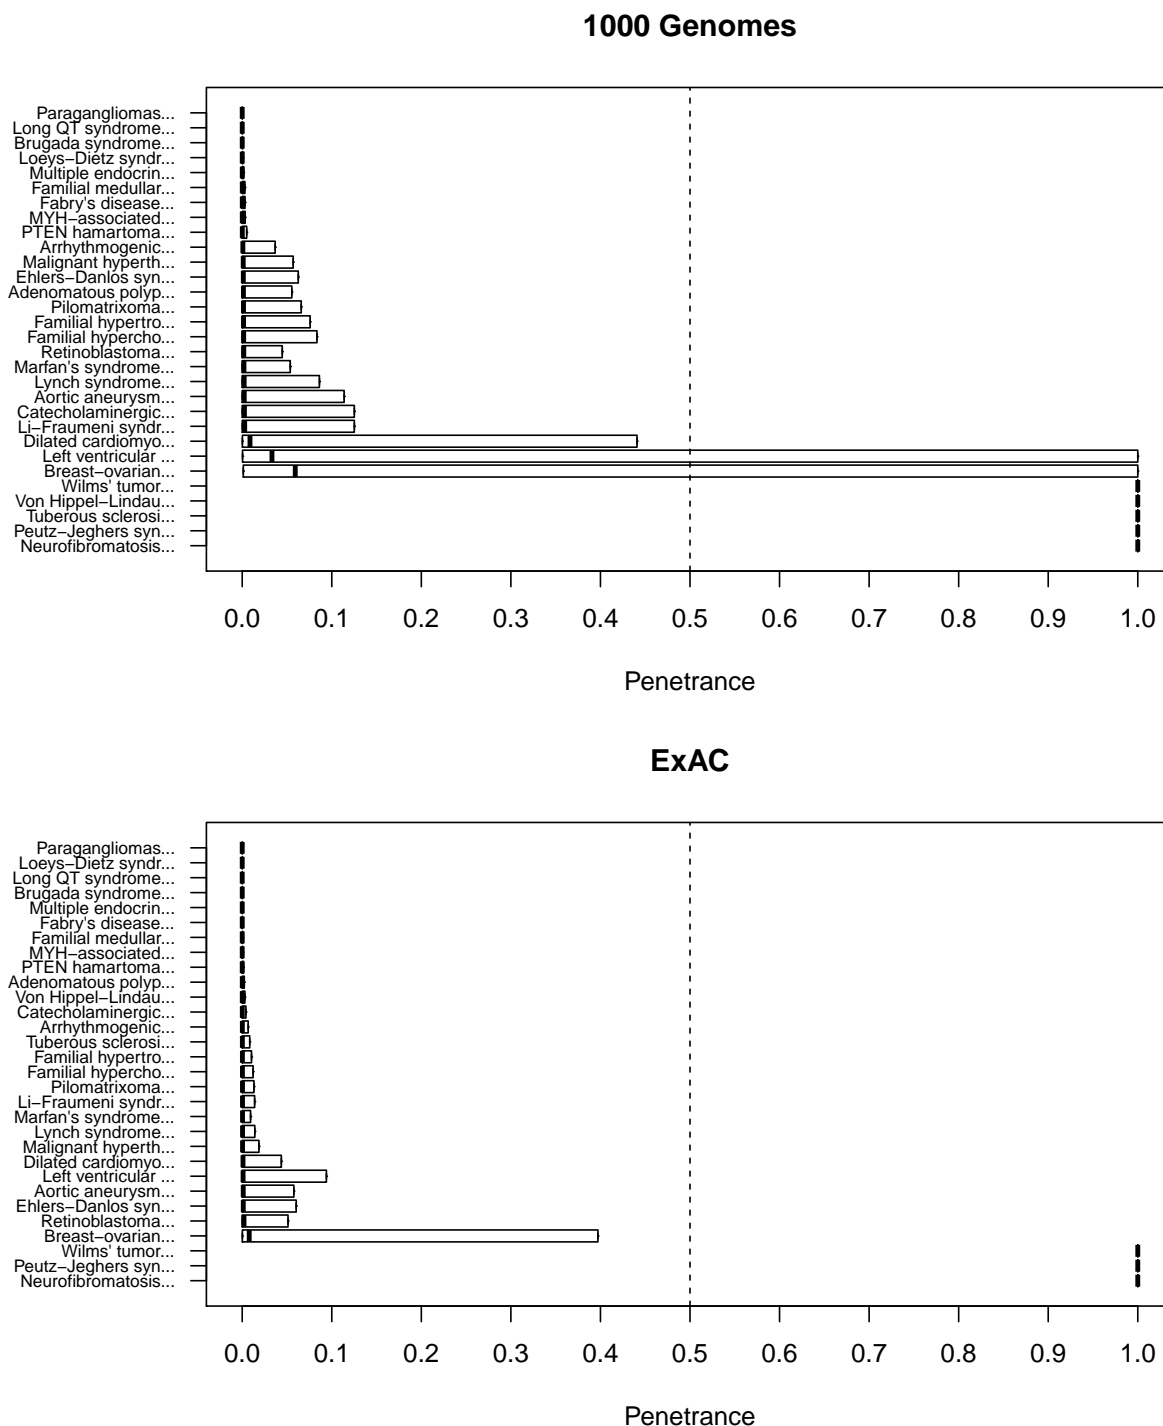 1000 Genomes
Paragangliomas...
Long QT syndrome...
Brugada syndrome...
Loeys−Dietz syndr...
Multiple endocrin...
Familial medullar...
Fabry's disease...
MYH−associated...
PTEN hamartoma...
Arrhythmogenic...
Malignant hyperth...
Ehlers−Danlos syn...
Adenomatous polyp...
Pilomatrixoma...
Familial hypertro...
Familial hypercho...
Retinoblastoma...
Marfan's syndrome...
Lynch syndrome...
Aortic aneurysm...
Catecholaminergic...
Li−Fraumeni syndr...
Dilated cardiomyo...
Left ventricular ...
Breast−ovarian...
Wilms' tumor...
Von Hippel−Lindau...
Tuberous sclerosi...
Peutz−Jeghers syn...
Neurofibromatosis...
0.0 0.1 0.2 0.3 0.4 0.5 0.6 0.7 0.8 0.9 1.0
Penetrance
ExAC
Paragangliomas...
Loeys−Dietz syndr...
Long QT syndrome...
Brugada syndrome...
Multiple endocrin...
Fabry's disease...
Familial medullar...
MYH−associated...
PTEN hamartoma...
Adenomatous polyp...
Von Hippel−Lindau...
Catecholaminergic...
Arrhythmogenic...
Tuberous sclerosi...
Familial hypertro...
Familial hypercho...
Pilomatrixoma...
Li−Fraumeni syndr...
Marfan's syndrome...
Lynch syndrome...
Malignant hyperth...
Dilated cardiomyo...
Left ventricular ...
Aortic aneurysm...
Ehlers−Danlos syn...
Retinoblastoma...
Breast−ovarian...
Wilms' tumor...
Peutz−Jeghers syn...
Neurofibromatosis...
0.0 0.1 0.2 0.3 0.4 0.5 0.6 0.7 0.8 0.9 1.0
Penetrance